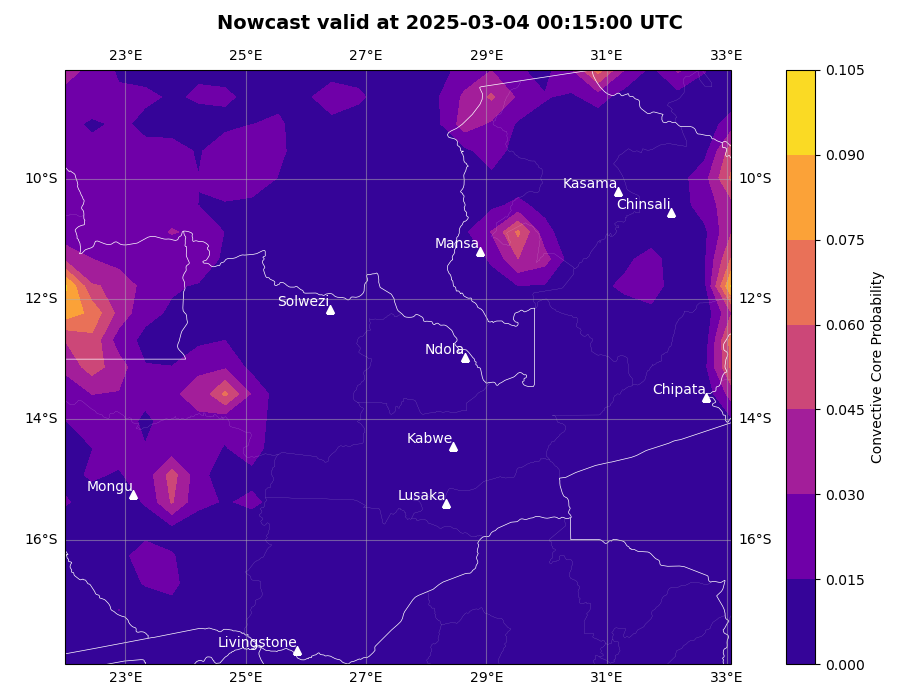 Nowcast valid at 2025-03-04 00:15:00 UTC
23°E 25°E 27°E 29°E 31°E 33°E
0.105
0.090
10°S 10°S
Kasama
Chinsali
Mansa
0.075
12°S 12°S
Solwezi
0.060
Ndola
Chipata
Convective Core Probability
0.045
14°S 14°S
Kabwe
Mongu
Lusaka
0.030
16°S 16°S
0.015
Livingstone
0.000
23°E 25°E 27°E 29°E 31°E 33°E